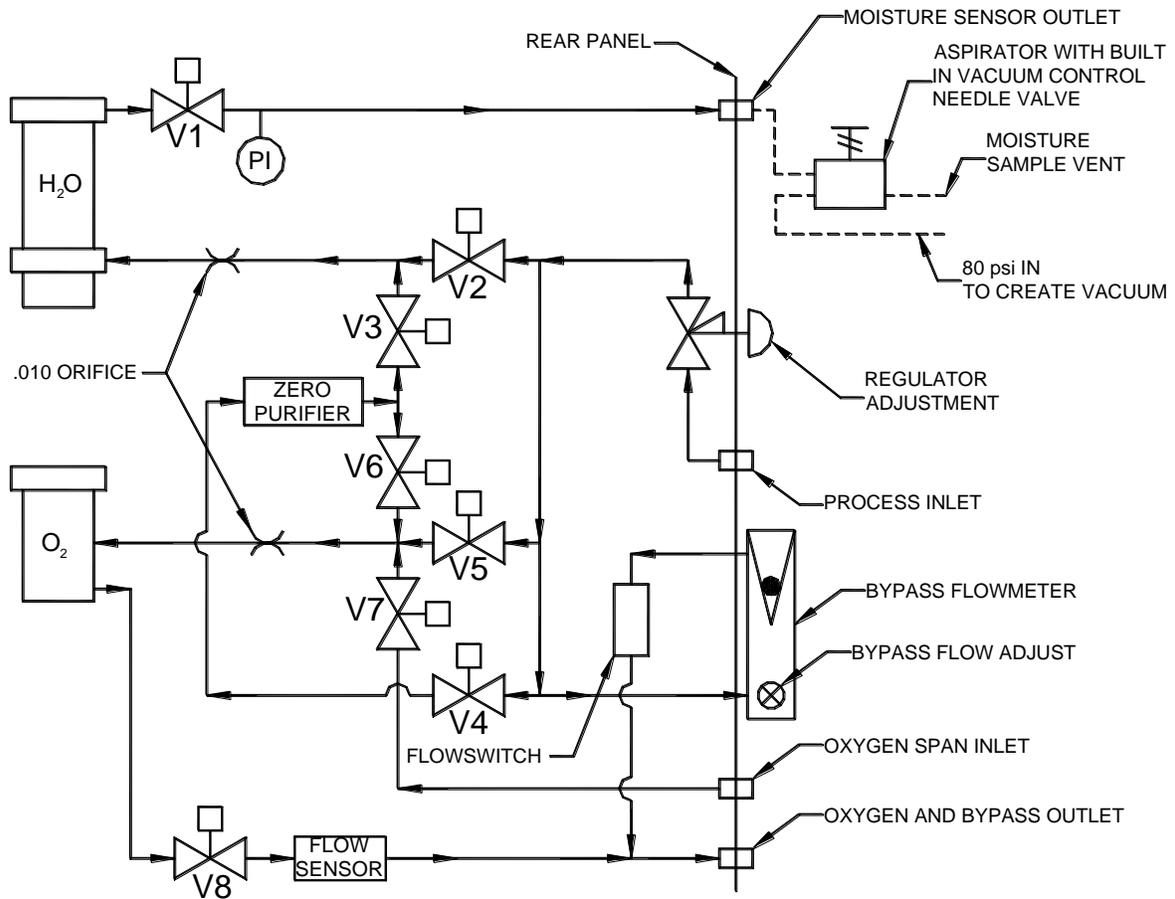 MOISTURE SENSOR OUTLET
REAR PANEL
ASPIRATOR WITH BUILT
IN VACUUM CONTROL
NEEDLE VALVE
V1
PI
MOISTURE
SAMPLE VENT
H₂O
80 psi IN
TO CREATE VACUUM
V2
V3
.010 ORIFICE
ZERO
PURIFIER
REGULATOR
ADJUSTMENT
V6
PROCESS INLET
O₂
V5
V7
BYPASS FLOWMETER
BYPASS FLOW ADJUST
V4
FLOWSWITCH
OXYGEN SPAN INLET
OXYGEN AND BYPASS OUTLET
FLOW
SENSOR
V8